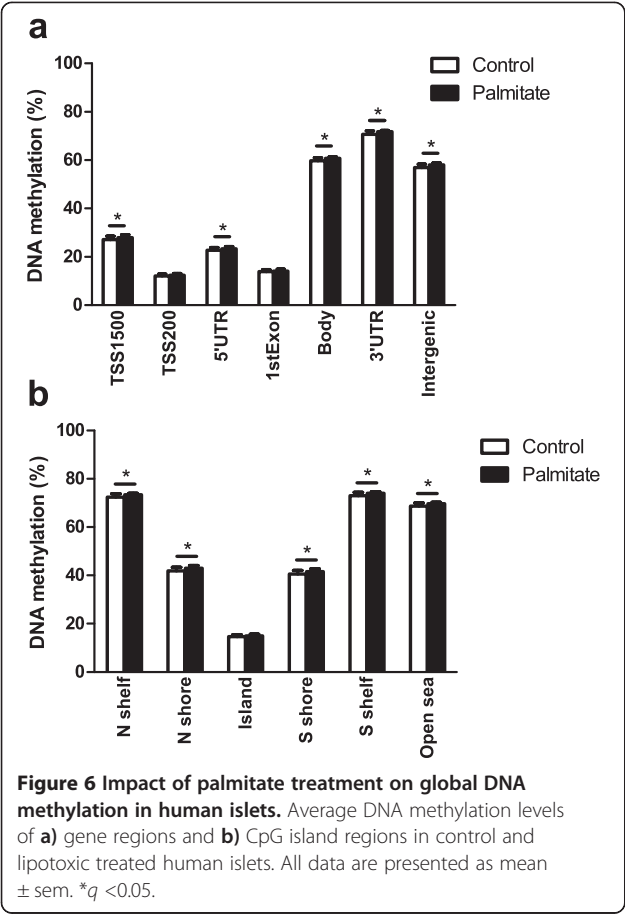 a
100
80
60
40
20
0
DNA methylation (%)
Control
Palmitate
*
*
*
*
*
TSS1500
TSS200
5'UTR
1stExon
Body
3'UTR
Intergenic
b
100
80
60
40
20
0
DNA methylation (%)
Control
Palmitate
*
*
*
*
*
N shelf
N shore
Island
S shore
S shelf
Open sea
Figure 6 Impact of palmitate treatment on global DNA
methylation in human islets. Average DNA methylation levels
of a) gene regions and b) CpG island regions in control and
lipotoxic treated human islets. All data are presented as mean
± sem. *q <0.05.